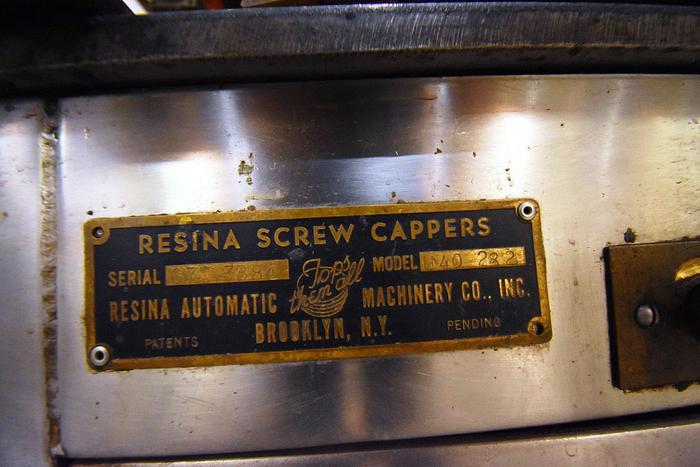 RESINA SCREW CAPPERS
SERIAL
Tops them all
MODEL
RESINA AUTOMATIC MACHINERY CO., INC.
BROOKLYN, N.Y.
PATENTS PENDING